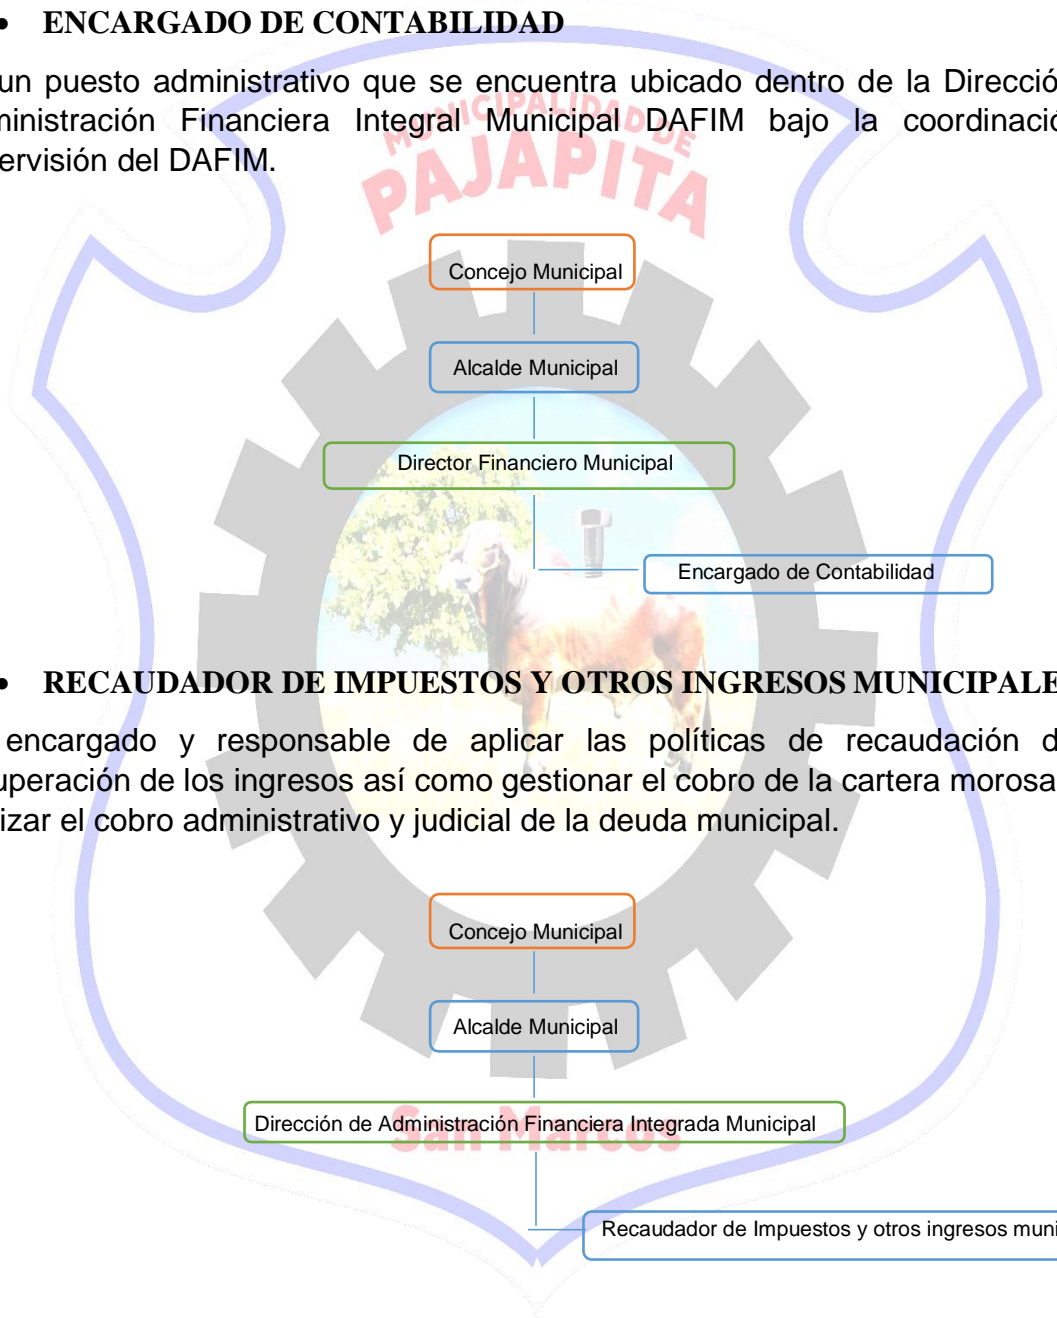 • ENCARGADO DE CONTABILIDAD
un puesto administrativo que se encuentra ubicado dentro de la Direcció
ministración Financiera Integral Municipal DAFIM bajo la coordinació
ervisión del DAFIM.
MUNICIPALIDAD DE
PAJAPITA
Concejo Municipal
Alcalde Municipal
Director Financiero Municipal
Encargado de Contabilidad
• RECAUDADOR DE IMPUESTOS Y OTROS INGRESOS MUNICIPALE
encargado y responsable de aplicar las políticas de recaudación d
uperación de los ingresos así como gestionar el cobro de la cartera morosa
izar el cobro administrativo y judicial de la deuda municipal.
Concejo Municipal
Alcalde Municipal
Dirección de Administración Financiera Integrada Municipal
San Marcos
Recaudador de Impuestos y otros ingresos muni